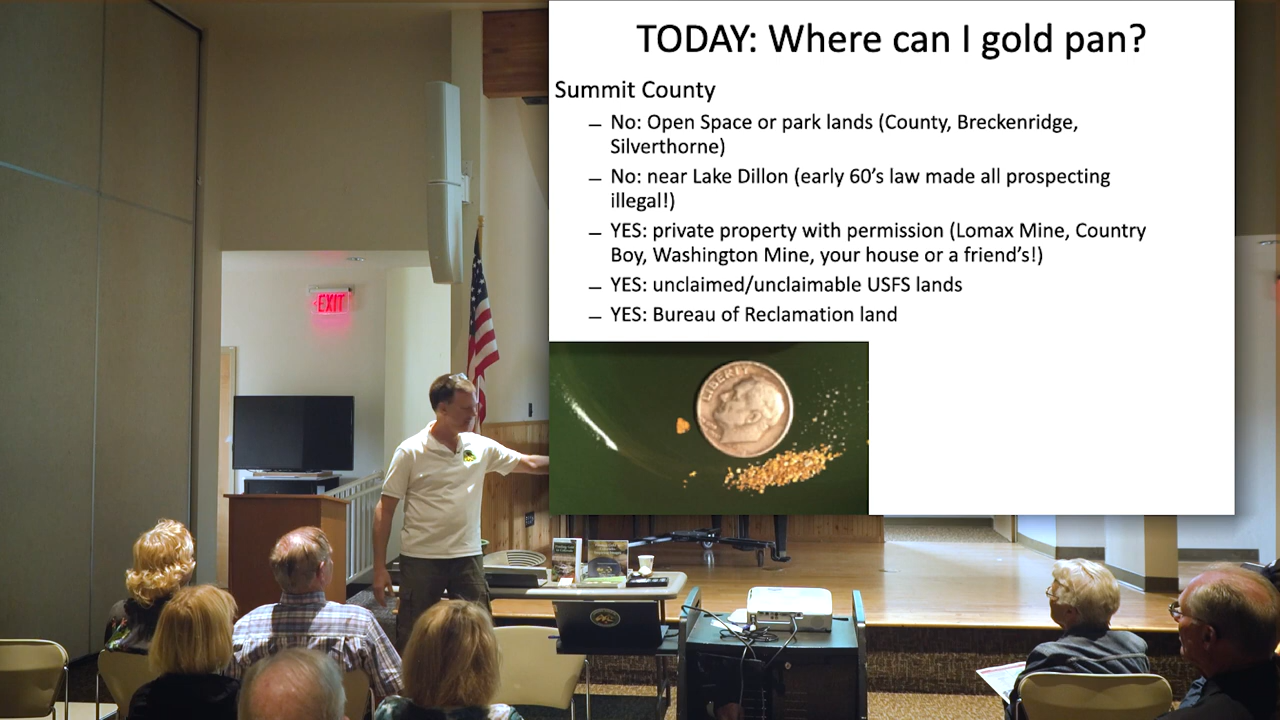 TODAY: Where can I gold pan?
Summit County
– No: Open Space or park lands (County, Breckenridge,
Silverthorne)
– No: near Lake Dillon (early 60's law made all prospecting
illegal!)
– YES: private property with permission (Lomax Mine, Country
Boy, Washington Mine, your house or a friend's!)
– YES: unclaimed/unclaimable USFS lands
– YES: Bureau of Reclamation land
EXIT
LIBERTY